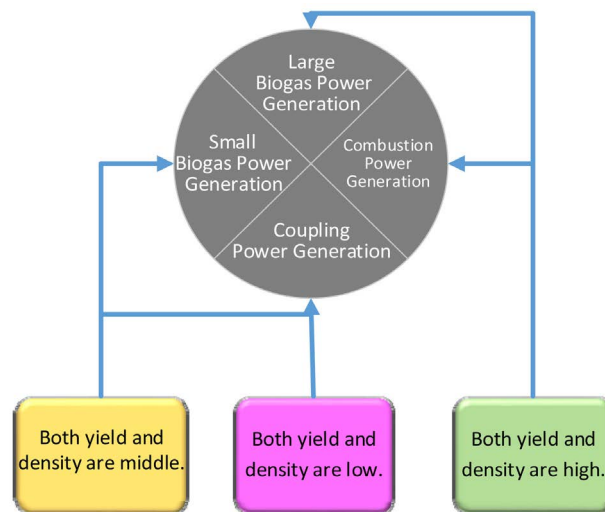 Large
Biogas Power
Generation
Small
Biogas Power
Generation
Combustion
Power
Generation
Coupling
Power Generation
Both yield and
density are middle.
Both yield and
density are low.
Both yield and
density are high.